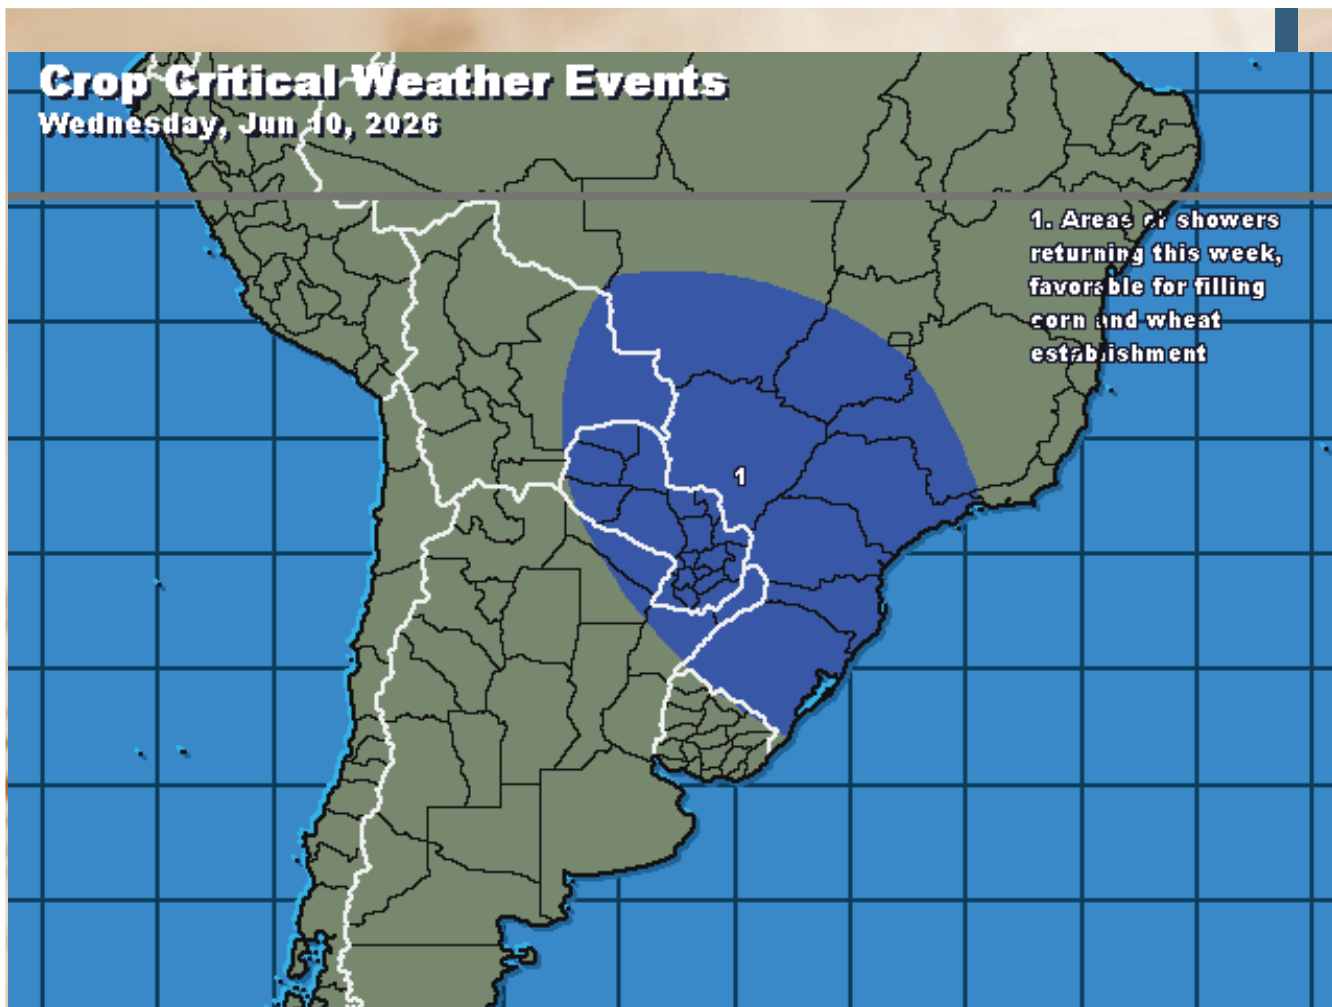 Crop Critical Weather Events
Wednesday, Jun 10, 2026
1. Areas of showers
returning this week,
favorable for filling
corn and wheat
establishment
1